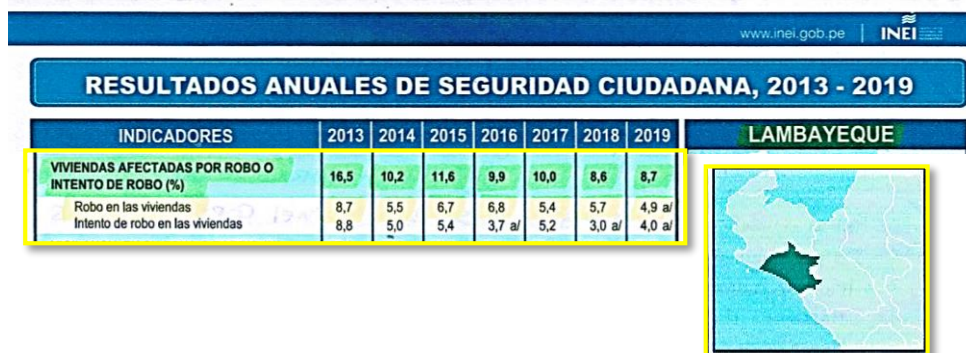 www.inei.gob.pe | INEI
RESULTADOS ANUALES DE SEGURIDAD CIUDADANA, 2013 - 2019
INDICADORES 2013 2014 2015 2016 2017 2018 2019 LAMBAYEQUE
VIVIENDAS AFECTADAS POR ROBO O
INTENTO DE ROBO (%) 16,5 10,2 11,6 9,9 10,0 8,6 8,7
Robo en las viviendas 8,7 5,5 6,7 6,8 5,4 5,7 4,9 a/
Intento de robo en las viviendas 8,8 5,0 5,4 3,7 a/ 5,2 3,0 a/ 4,0 a/